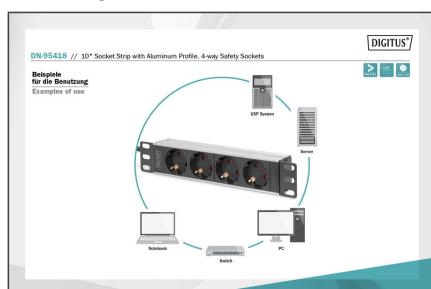 DIGITUS®
DN-95418 // 10" Socket Strip with Aluminum Profile, 4-way Safety Sockets
Beispiele
für die Benutzung
Examples of use
USP System
Server
PC
Switch
Notebook